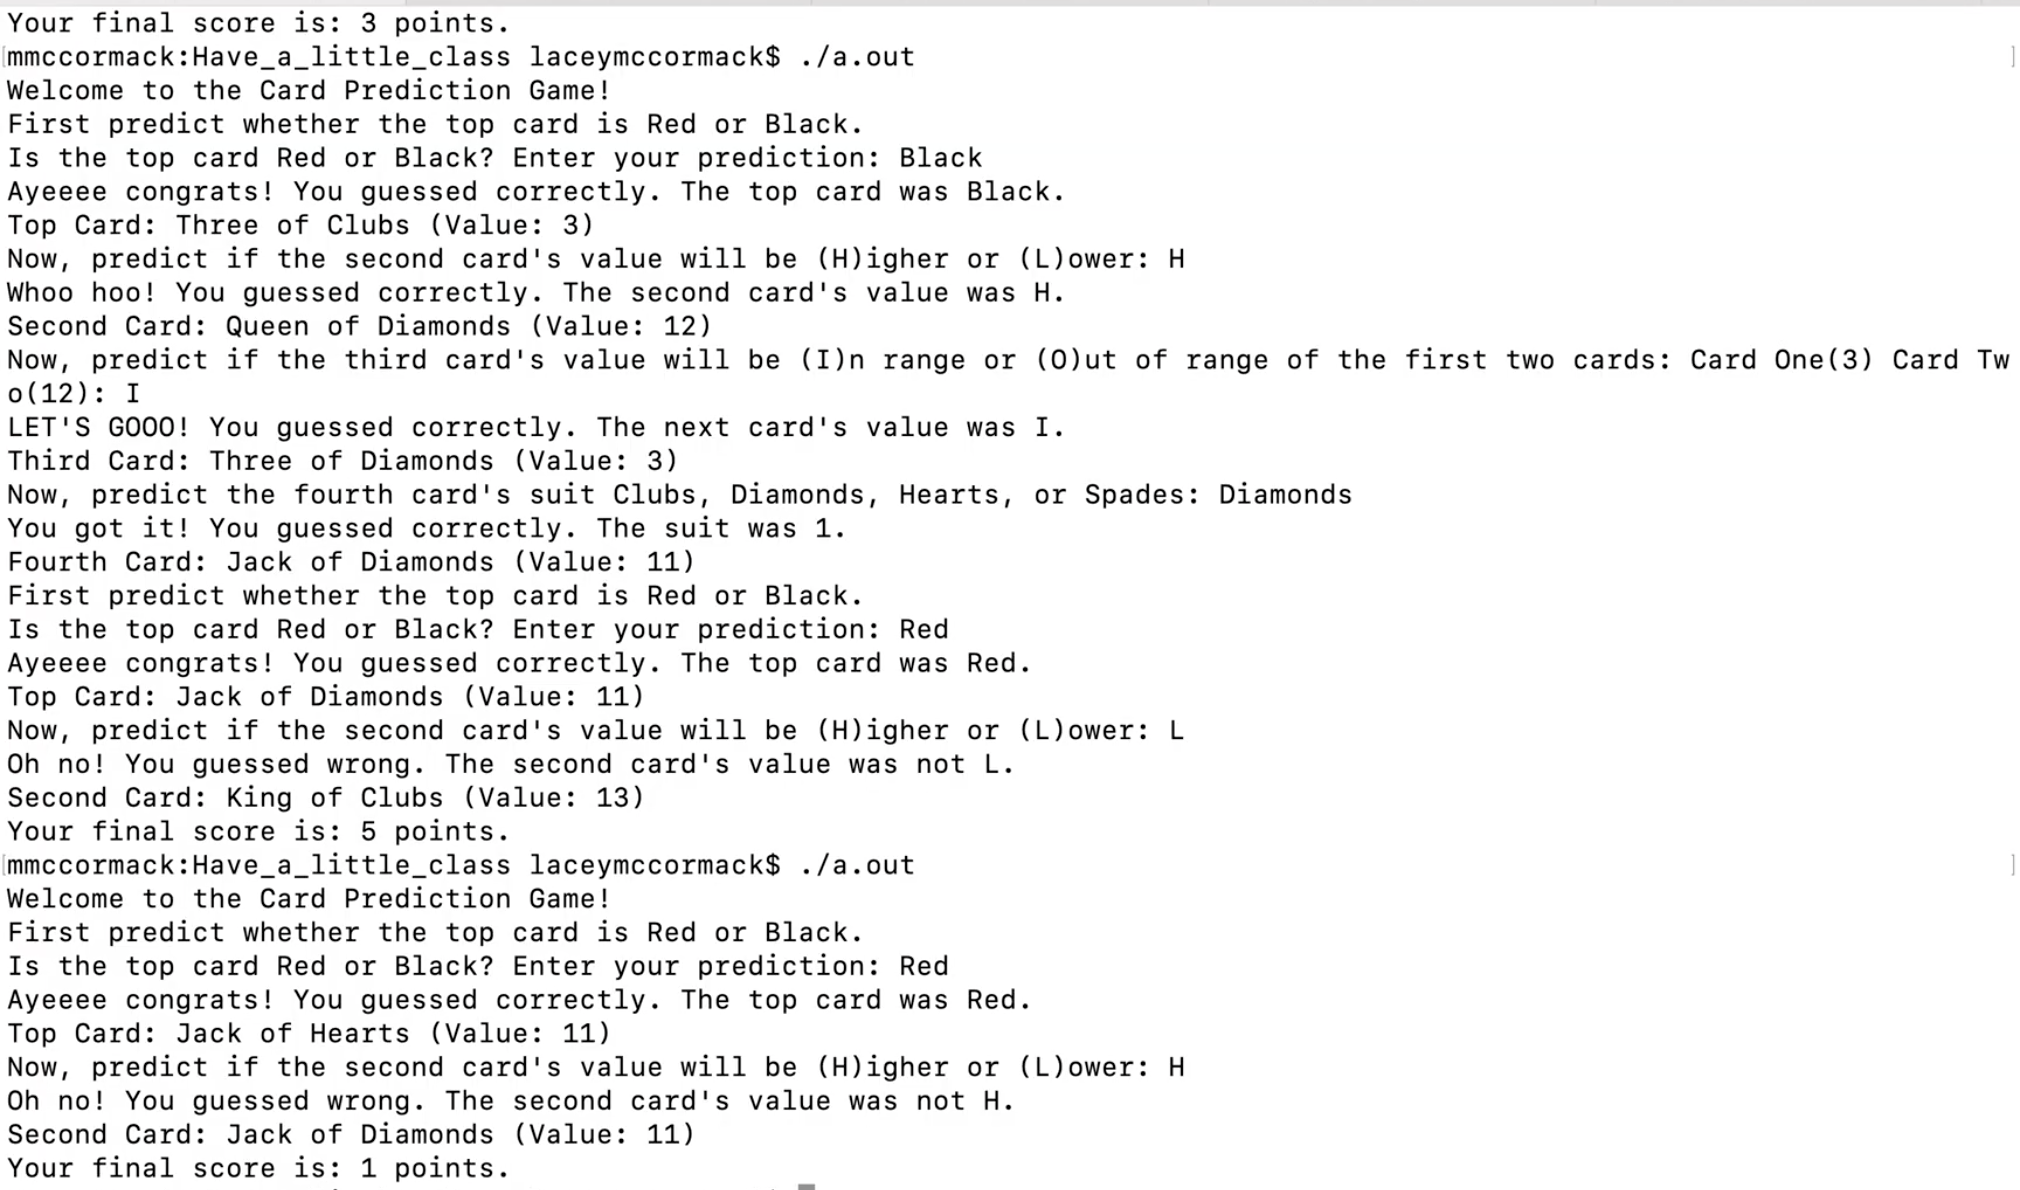 Your final score is: 3 points.
mmccormack:Have_a_little_class laceymccormack$ ./a.out
Welcome to the Card Prediction Game!
First predict whether the top card is Red or Black.
Is the top card Red or Black? Enter your prediction: Black
Ayeeee congrats! You guessed correctly. The top card was Black.
Top Card: Three of Clubs (Value: 3)
Now, predict if the second card's value will be (H)igher or (L)ower: H
Whoo hoo! You guessed correctly. The second card's value was H.
Second Card: Queen of Diamonds (Value: 12)
Now, predict if the third card's value will be (I)n range or (O)ut of range of the first two cards: Card One(3) Card Tw
o(12): I
LET'S GOOO! You guessed correctly. The next card's value was I.
Third Card: Three of Diamonds (Value: 3)
Now, predict the fourth card's suit Clubs, Diamonds, Hearts, or Spades: Diamonds
You got it! You guessed correctly. The suit was 1.
Fourth Card: Jack of Diamonds (Value: 11)
First predict whether the top card is Red or Black.
Is the top card Red or Black? Enter your prediction: Red
Ayeeee congrats! You guessed correctly. The top card was Red.
Top Card: Jack of Diamonds (Value: 11)
Now, predict if the second card's value will be (H)igher or (L)ower: L
Oh no! You guessed wrong. The second card's value was not L.
Second Card: King of Clubs (Value: 13)
Your final score is: 5 points.
mmccormack:Have_a_little_class laceymccormack$ ./a.out
Welcome to the Card Prediction Game!
First predict whether the top card is Red or Black.
Is the top card Red or Black? Enter your prediction: Red
Ayeeee congrats! You guessed correctly. The top card was Red.
Top Card: Jack of Hearts (Value: 11)
Now, predict if the second card's value will be (H)igher or (L)ower: H
Oh no! You guessed wrong. The second card's value was not H.
Second Card: Jack of Diamonds (Value: 11)
Your final score is: 1 points.